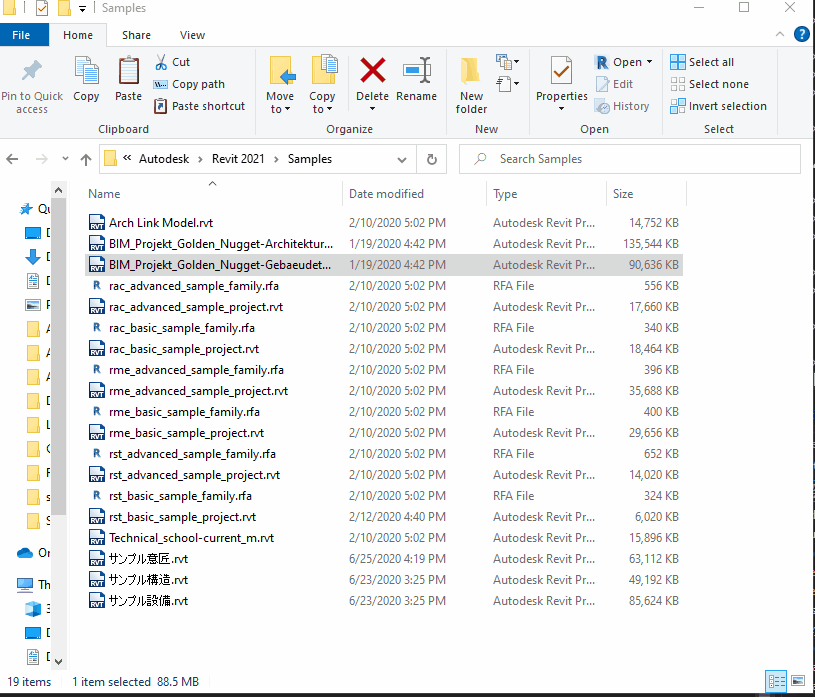 Samples
File Home Share View
Pin to Quick access
Copy
Paste
Cut
Copy path
Paste shortcut
Clipboard
Move to
Copy to
Delete
Rename
Organize
New folder
New
Properties
Open
Edit
History
Open
Select all
Select none
Invert selection
Select
« Autodesk › Revit 2021 › Samples
Search Samples
Name Date modified Type Size
Arch Link Model.rvt 2/10/2020 5:02 PM Autodesk Revit Pr... 14,752 KB
BIM_Projekt_Golden_Nugget-Architektur... 1/19/2020 4:42 PM Autodesk Revit Pr... 135,544 KB
BIM_Projekt_Golden_Nugget-Gebaeudet... 1/19/2020 4:42 PM Autodesk Revit Pr... 90,636 KB
rac_advanced_sample_family.rfa 2/10/2020 5:02 PM RFA File 556 KB
rac_advanced_sample_project.rvt 2/10/2020 5:02 PM Autodesk Revit Pr... 17,660 KB
rac_basic_sample_family.rfa 2/10/2020 5:02 PM RFA File 340 KB
rac_basic_sample_project.rvt 2/10/2020 5:02 PM Autodesk Revit Pr... 18,464 KB
rme_advanced_sample_family.rfa 2/10/2020 5:02 PM RFA File 396 KB
rme_advanced_sample_project.rvt 2/10/2020 5:02 PM Autodesk Revit Pr... 35,688 KB
rme_basic_sample_family.rfa 2/10/2020 5:02 PM RFA File 400 KB
rme_basic_sample_project.rvt 2/10/2020 5:02 PM Autodesk Revit Pr... 29,656 KB
rst_advanced_sample_family.rfa 2/10/2020 5:02 PM RFA File 652 KB
rst_advanced_sample_project.rvt 2/10/2020 5:02 PM Autodesk Revit Pr... 14,020 KB
rst_basic_sample_family.rfa 2/10/2020 5:02 PM RFA File 324 KB
rst_basic_sample_project.rvt 2/12/2020 4:40 PM Autodesk Revit Pr... 6,020 KB
Technical_school-current_m.rvt 2/10/2020 5:02 PM Autodesk Revit Pr... 15,896 KB
サンプル意匠.rvt 6/25/2020 4:19 PM Autodesk Revit Pr... 63,112 KB
サンプル構造.rvt 6/23/2020 3:25 PM Autodesk Revit Pr... 49,192 KB
サンプル設備.rvt 6/23/2020 3:25 PM Autodesk Revit Pr... 85,624 KB
19 items 1 item selected 88.5 MB